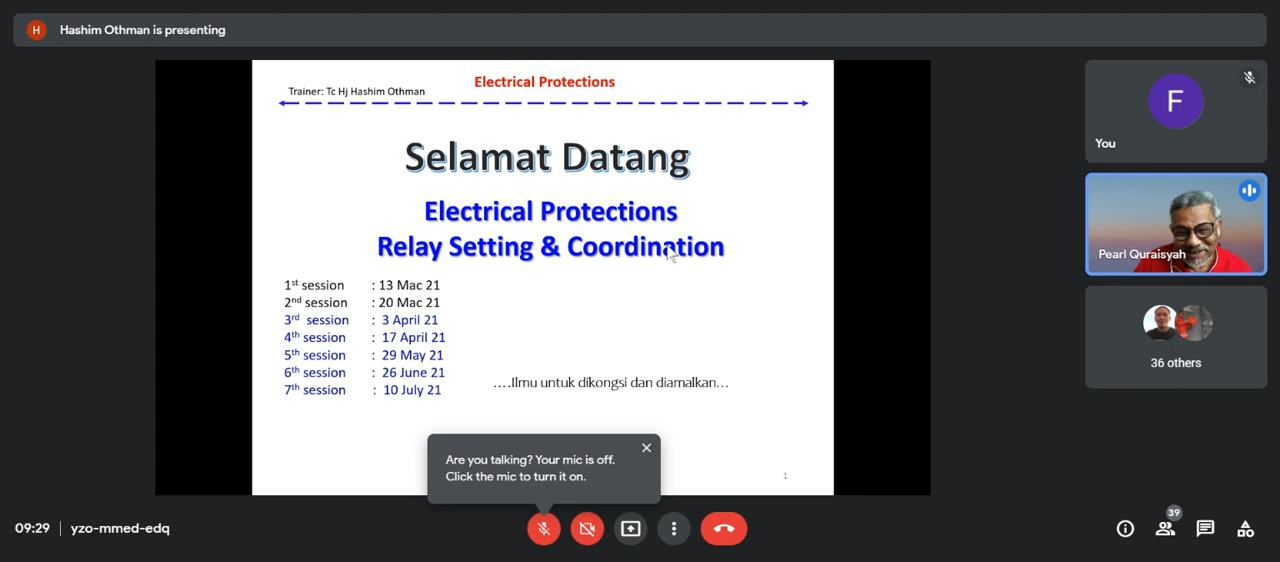 H Hashim Othman is presenting
Electrical Protections
Trainer: Tc Hj Hashim Othman
Selamat Datang
Electrical Protections
Relay Setting & Coordination
1st session : 13 Mac 21
2nd session : 20 Mac 21
3rd session : 3 April 21
4th session : 17 April 21
5th session : 29 May 21
6th session : 26 June 21
7th session : 10 July 21
....Ilmu untuk dikongsi dan diamalkan...
1
F
You
Pearl Quraisyah
36 others
Are you talking? Your mic is off.
Click the mic to turn it on.
09:29 | yzo-mmed-edq
39